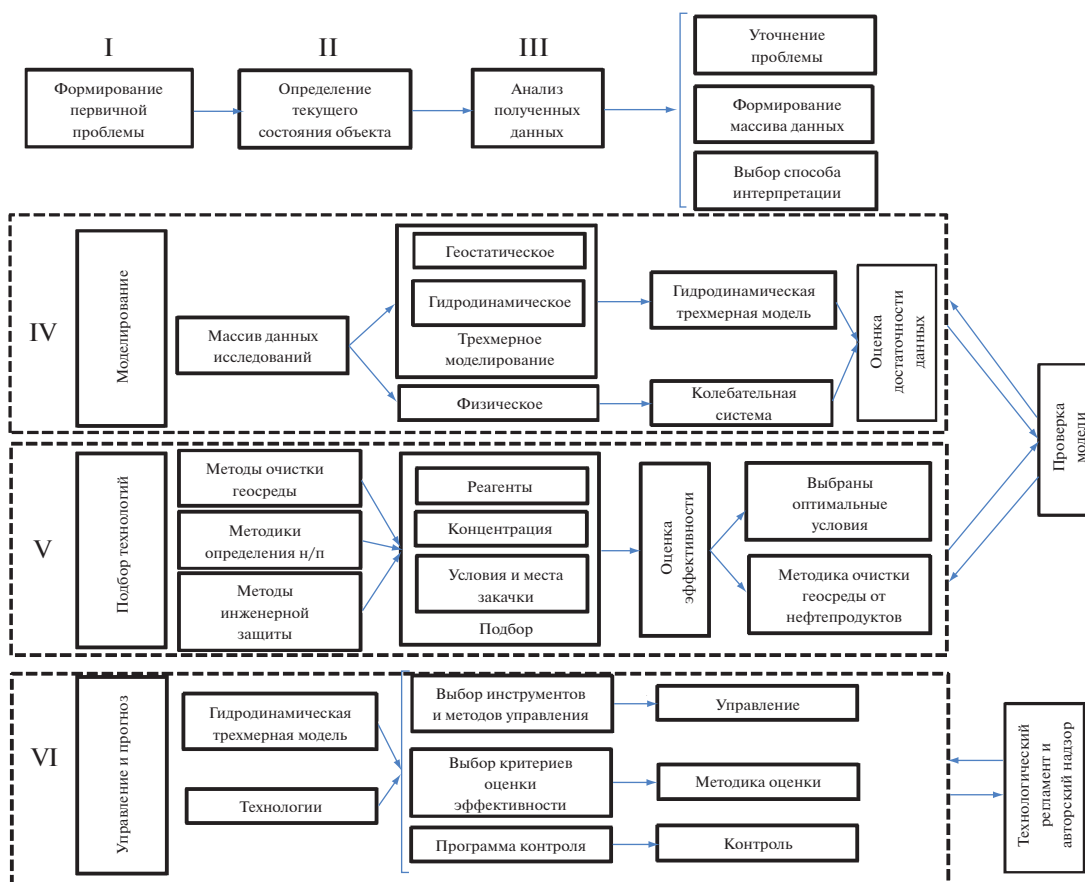 I
II
III
Формирование
первичной
проблемы
Определение
текущего
состояния объекта
Анализ
полученных
данных
Уточнение
проблемы
Формирование
массива данных
Выбор способа
интерпретации
IV
Моделирование
Массив данных
исследований
Геостатическое
Гидродинамическое
Трехмерное
моделирование
Физическое
Гидродинамическая
трехмерная модель
Колебательная
система
Оценка
достаточности
данных
Проверка
модели
V
Подбор технологий
Методы очистки
геосреды
Методики
определения н/п
Методы
инженерной
защиты
Реагенты
Концентрация
Условия и места
закачки
Подбор
Оценка
эффективности
Выбраны
оптимальные
условия
Методика очистки
геосреды от
нефтепродуктов
VI
Управление и прогноз
Гидродинамическая
трехмерная модель
Технологии
Выбор инструментов
и методов управления
Выбор критериев
оценки
эффективности
Программа контроля
Управление
Методика оценки
Контроль
Технологический
регламент и
авторский надзор